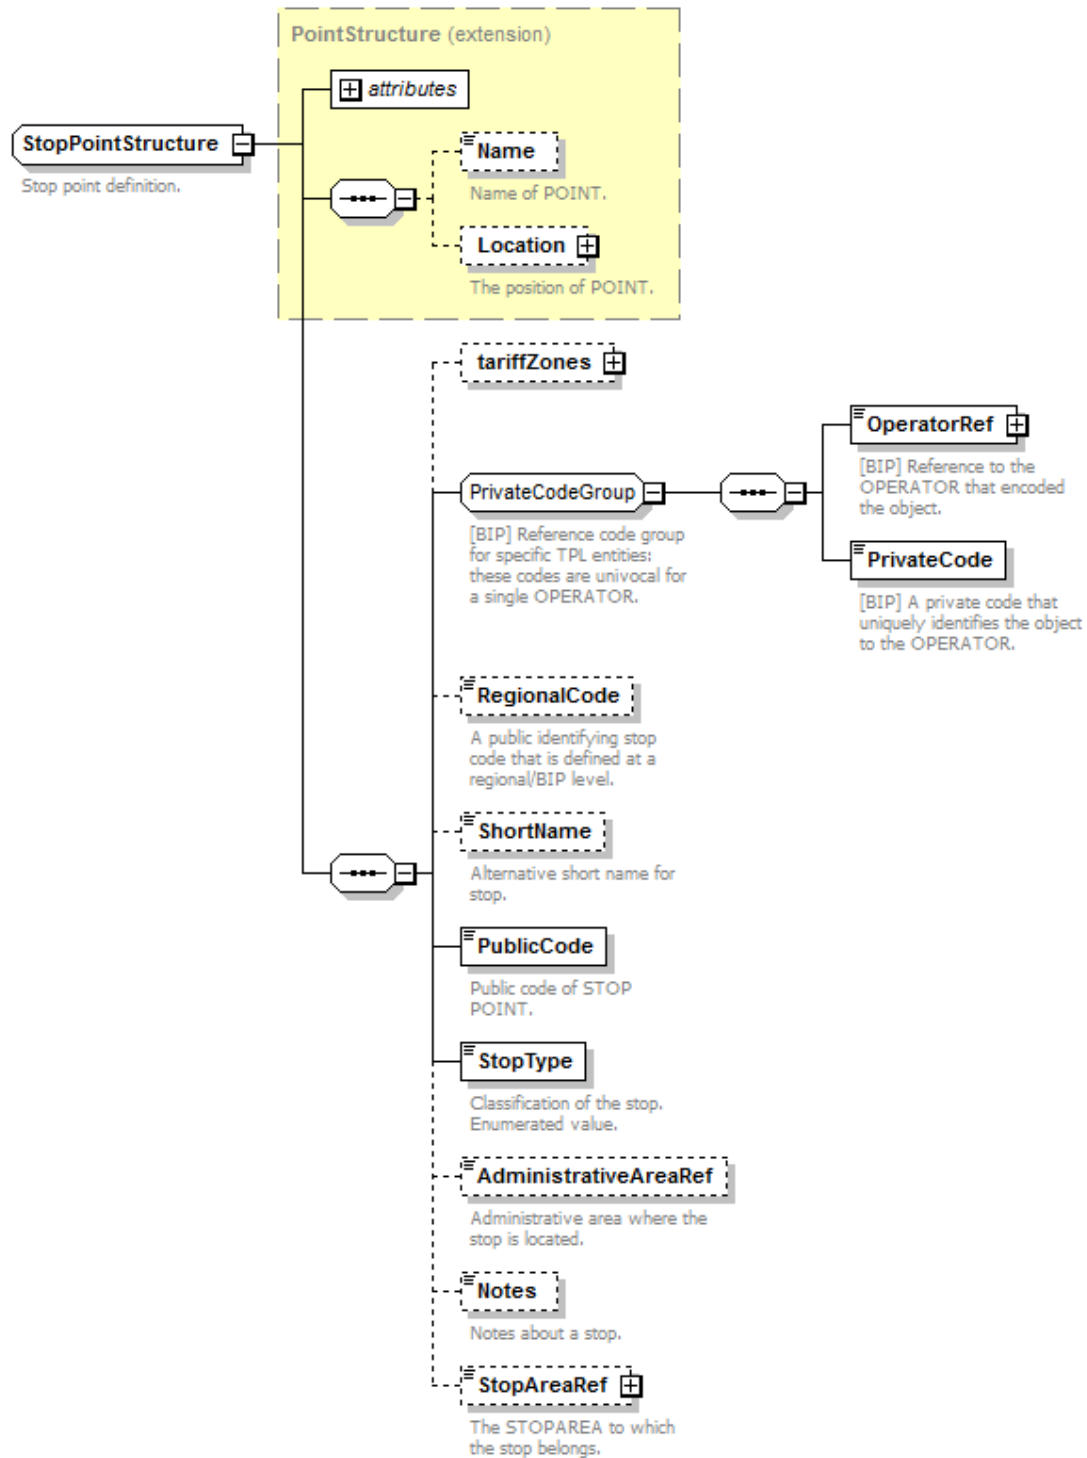 PointStructure (extension)
attributes
StopPointStructure
Stop point definition.
Name
Name of POINT.
Location
The position of POINT.
tariffZones
OperatorRef
[BIP] Reference to the
OPERATOR that encoded
the object.
PrivateCodeGroup
[BIP] Reference code group
for specific TPL entities:
these codes are univocal for
a single OPERATOR.
PrivateCode
[BIP] A private code that
uniquely identifies the object
to the OPERATOR.
RegionalCode
A public identifying stop
code that is defined at a
regional/BIP level.
ShortName
Alternative short name for
stop.
PublicCode
Public code of STOP
POINT.
StopType
Classification of the stop.
Enumerated value.
AdministrativeAreaRef
Administrative area where the
stop is located.
Notes
Notes about a stop.
StopAreaRef
The STOPAREA to which
the stop belongs.